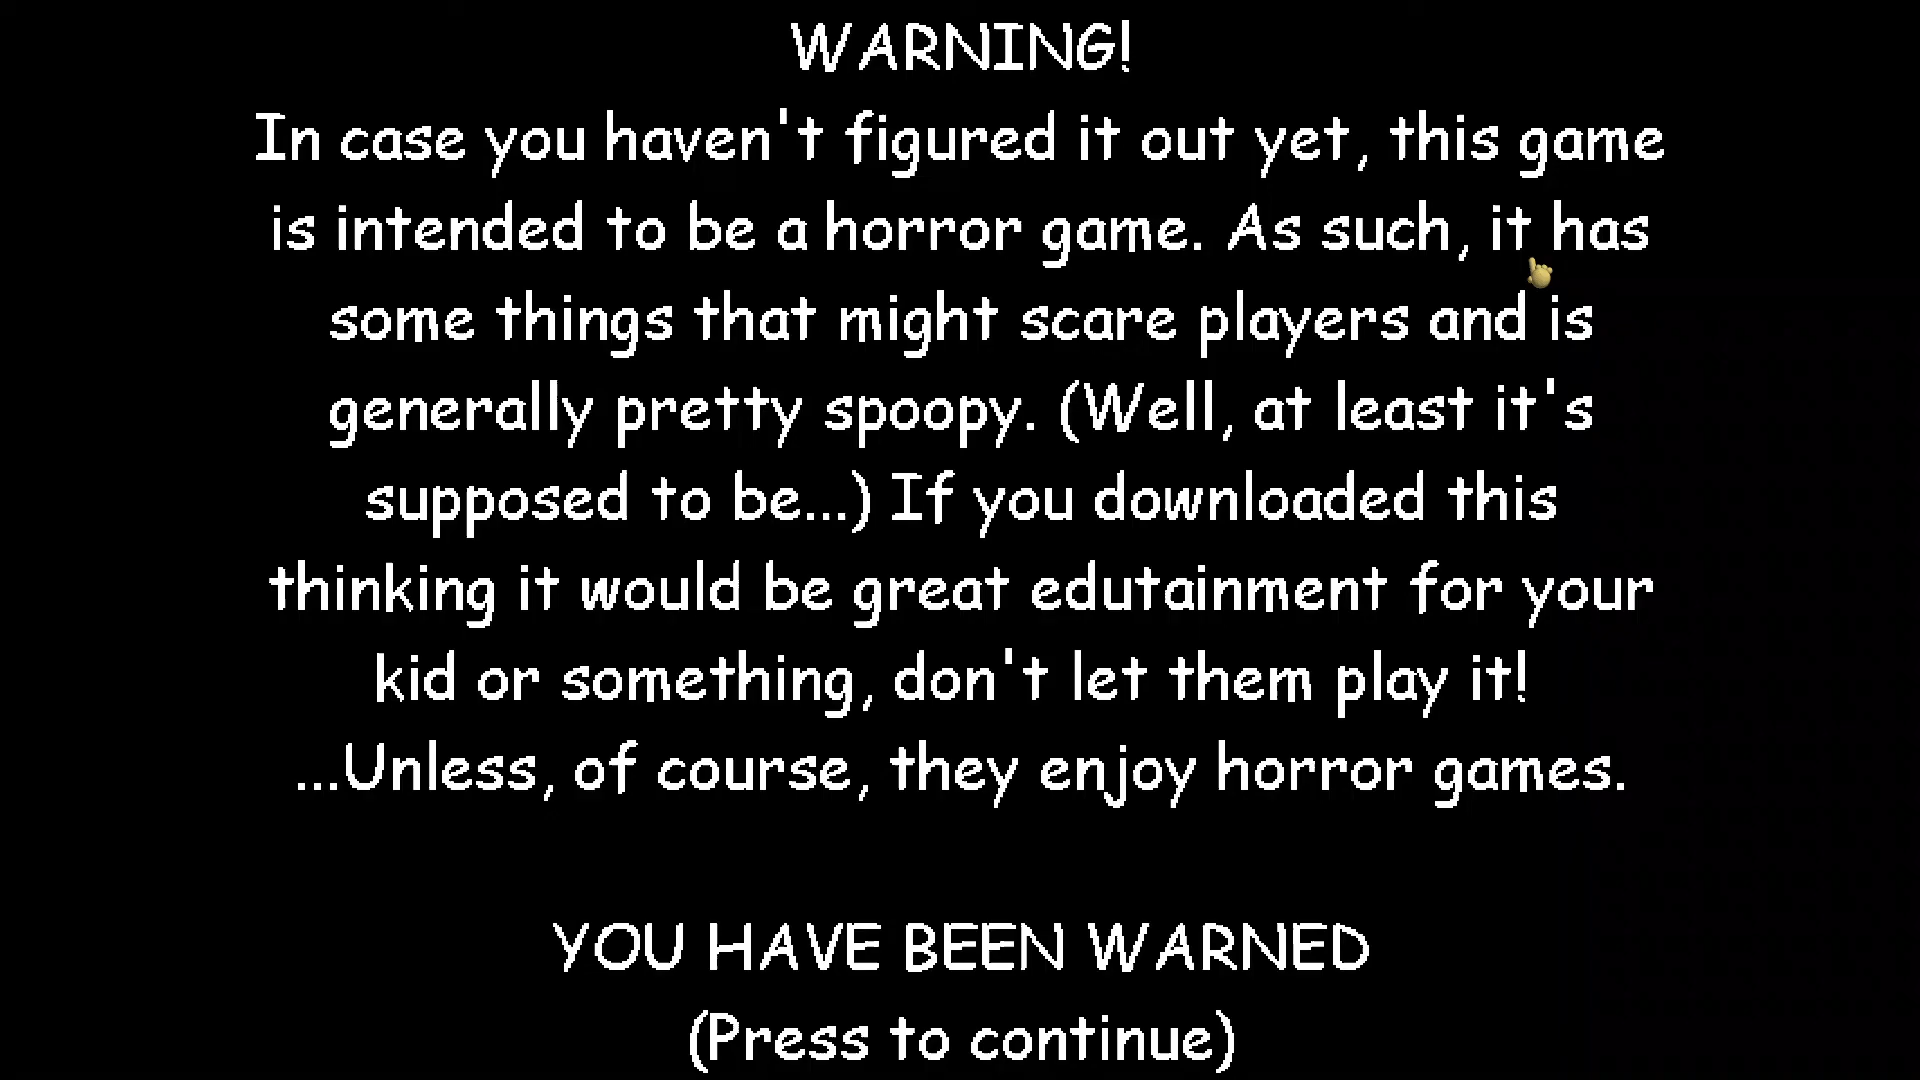 WARNING!
In case you haven't figured it out yet, this game
is intended to be a horror game. As such, it has
some things that might scare players and is
generally pretty spoopy. (Well, at least it's
supposed to be...) If you downloaded this
thinking it would be great edutainment for your
kid or something, don't let them play it!
...Unless, of course, they enjoy horror games.
YOU HAVE BEEN WARNED
(Press to continue)